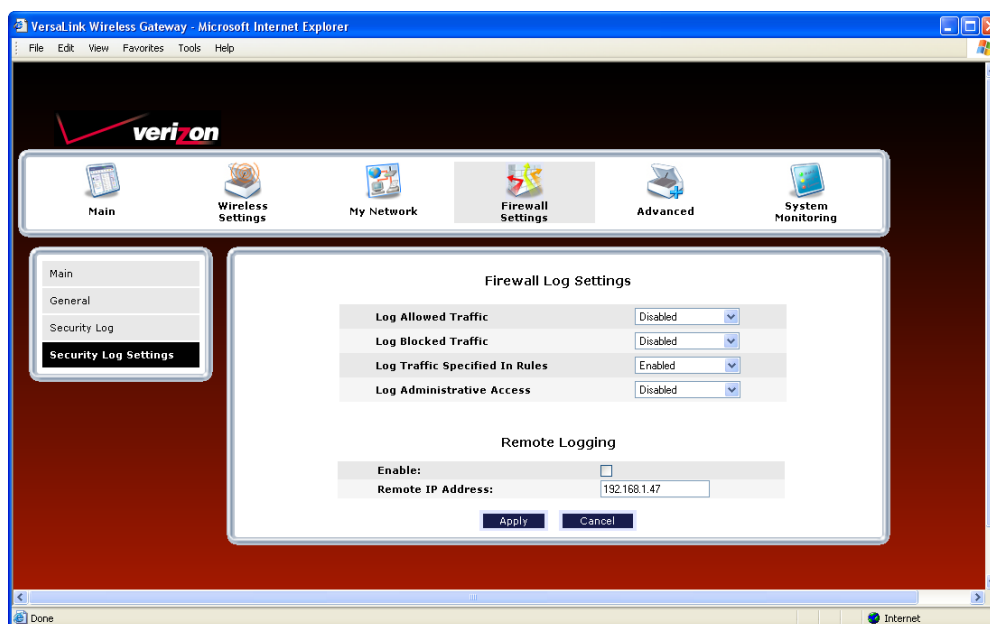 VersaLink Wireless Gateway - Microsoft Internet Explorer
File Edit View Favorites Tools Help
verizon
Main
Wireless
Settings
My Network
Firewall
Settings
Advanced
System
Monitoring
Main
General
Security Log
Security Log Settings
Firewall Log Settings
Log Allowed Traffic Disabled
Log Blocked Traffic Disabled
Log Traffic Specified In Rules Enabled
Log Administrative Access Disabled
Remote Logging
Enable:
Remote IP Address: 192.168.1.47
Apply Cancel
Done Internet